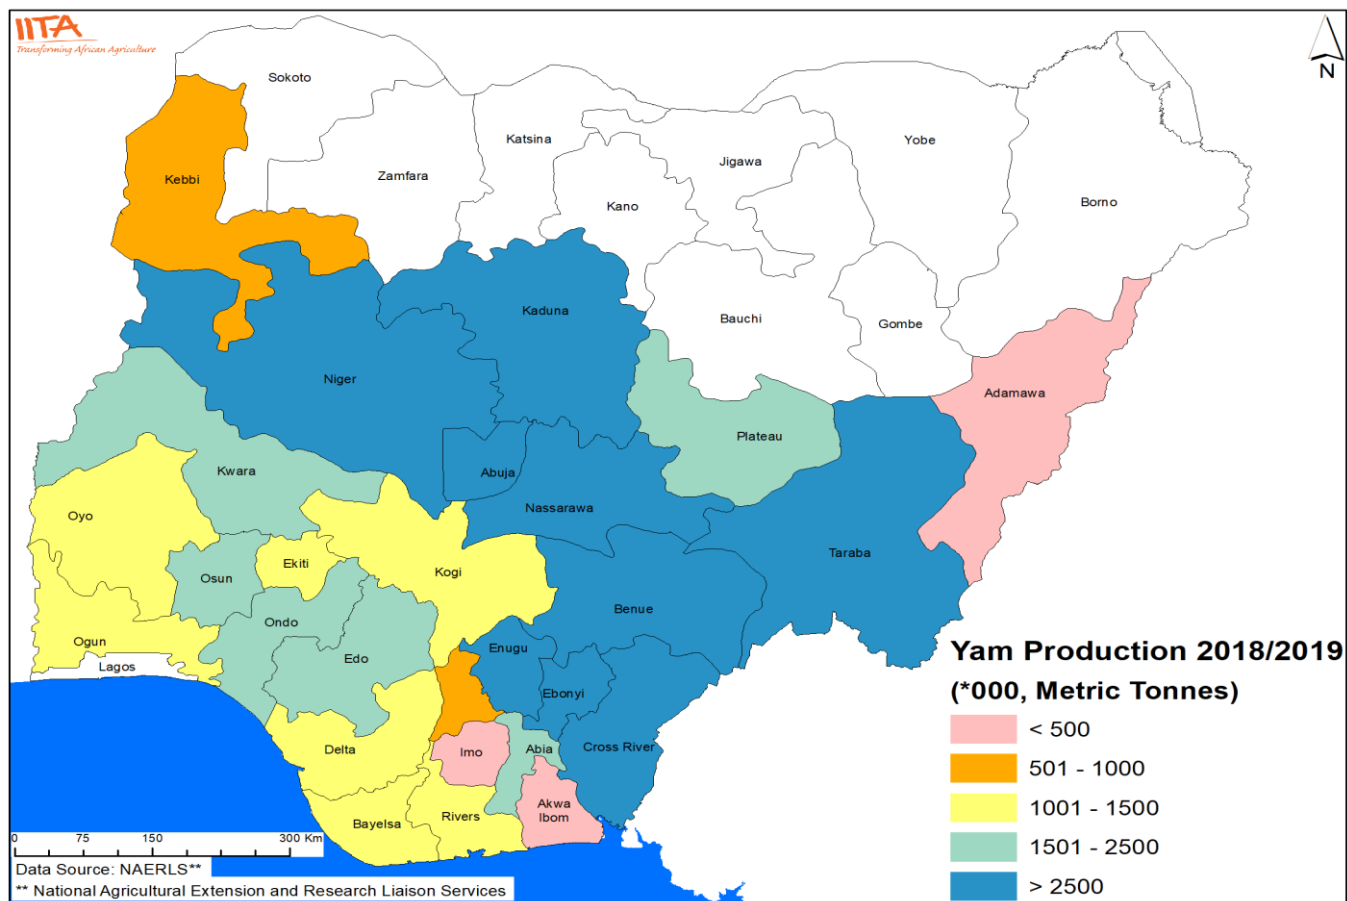 IITA
Transforming African Agriculture
N
Sokoto
Kebbi
Zamfara
Katsina
Kano
Jigawa
Yobe
Borno
Bauchi
Gombe
Kaduna
Niger
Adamawa
Plateau
Kwara
Abuja
Nassarawa
Taraba
Oyo
Osun
Ekiti
Kogi
Benue
Ogun
Ondo
Edo
Enugu
Lagos
Ebonyi
Delta
Imo
Abia
Cross River
Bayelsa
Rivers
Akwa
Ibom
Yam Production 2018/2019
(*000, Metric Tonnes)
< 500
501 - 1000
1001 - 1500
1501 - 2500
> 2500
0 75 150 300 Km
Data Source: NAERLS**
** National Agricultural Extension and Research Liaison Services